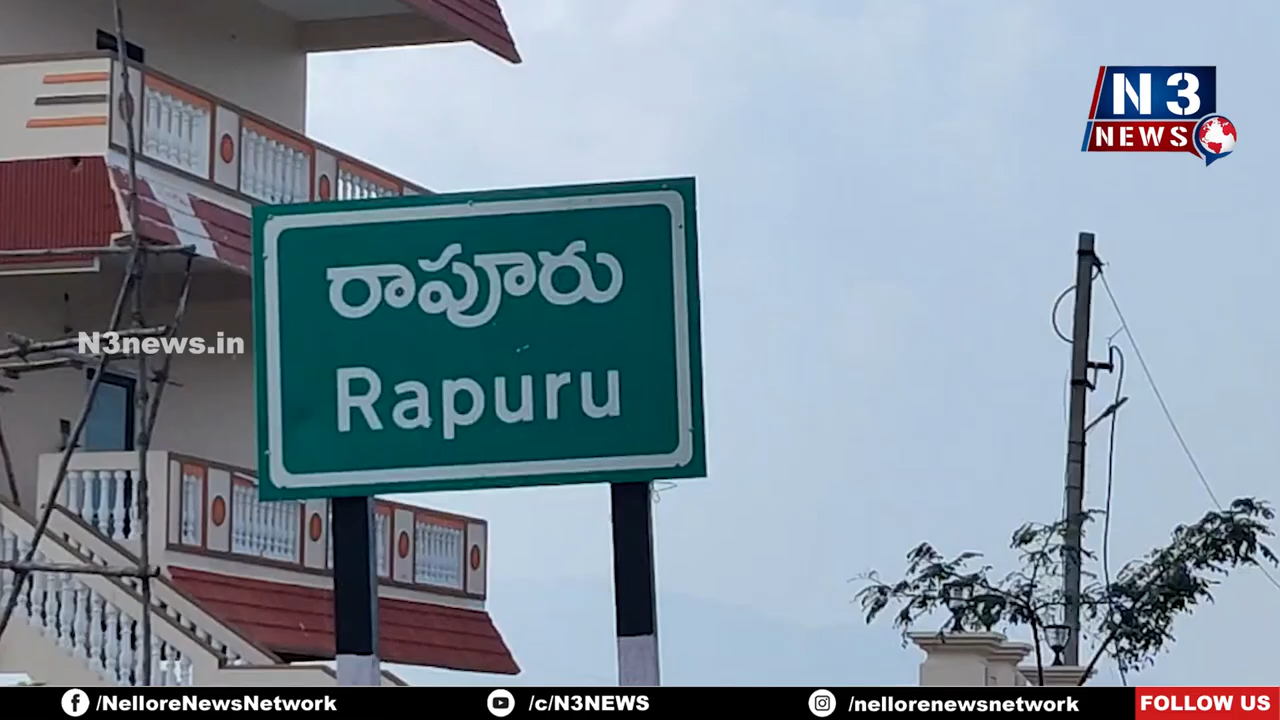 N3
NEWS
రాపూరు
N3news.in
Rapuru
/NelloreNewsNetwork
/c/N3NEWS
/nellorenewsnetwork
FOLLOW US